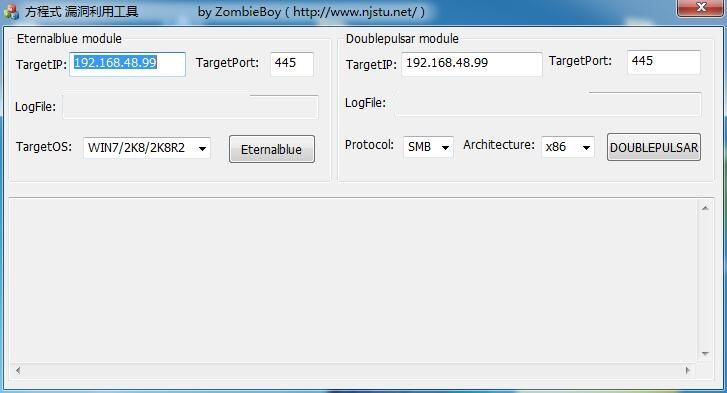 方程式 漏洞利用工具 by ZombieBoy ( http://www.njstu.net/ )
Eternalblue module
TargetIP: 192.168.48.99 TargetPort: 445
LogFile:
TargetOS: WIN7/2K8/2K8R2 Eternalblue
Doublepulsar module
TargetIP: 192.168.48.99 TargetPort: 445
LogFile:
Protocol: SMB Architecture: x86 DOUBLEPULSAR